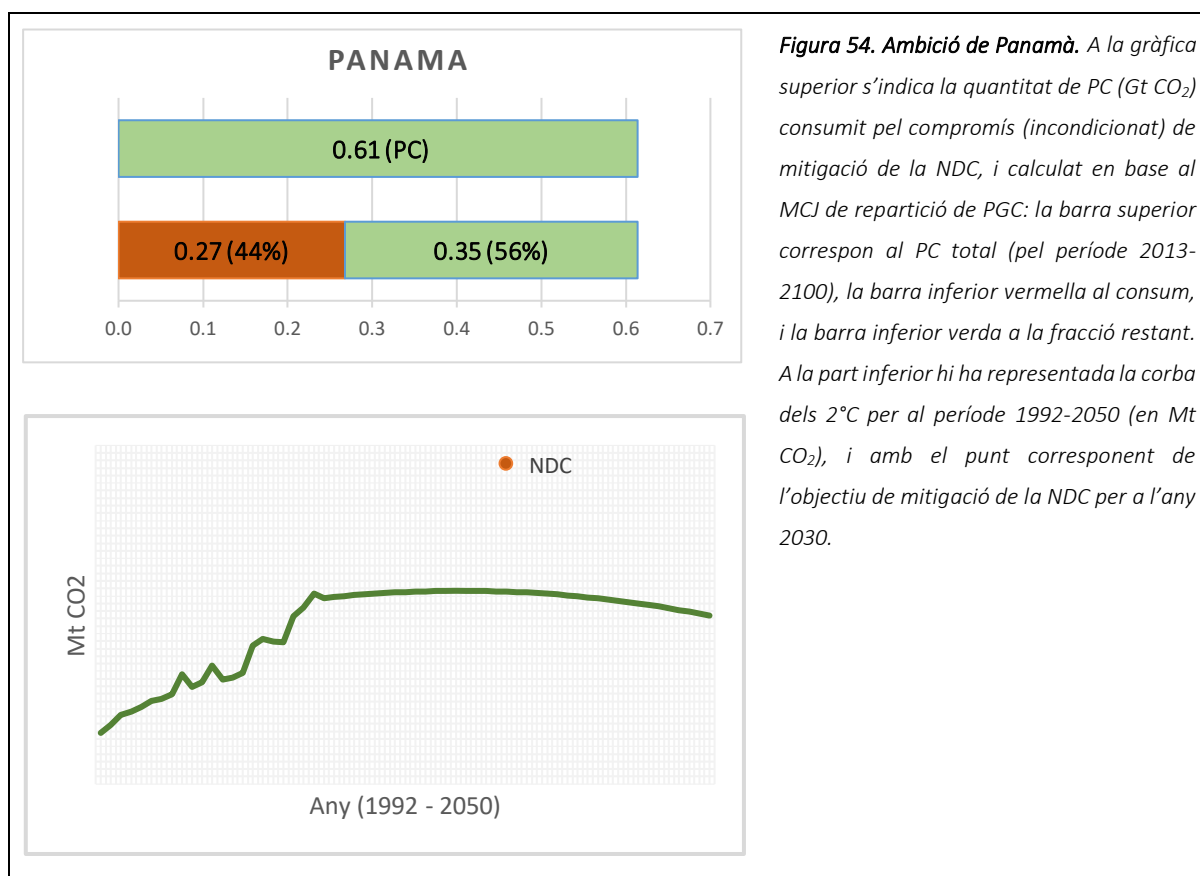 PANAMA
0.61 (PC)
0.27 (44%)
0.35 (56%)
0.0 0.1 0.2 0.3 0.4 0.5 0.6 0.7
NDC
Mt CO2
Any (1992 - 2050)
Figura 54. Ambició de Panamà. A la gràfica
superior s’indica la quantitat de PC (Gt CO₂)
consumit pel compromís (incondicionat) de
mitigació de la NDC, i calculat en base al
MCJ de repartició de PGC: la barra superior
correspon al PC total (pel període 2013-
2100), la barra inferior vermella al consum,
i la barra inferior verda a la fracció restant.
A la part inferior hi ha representada la corba
dels 2°C per al període 1992-2050 (en Mt
CO₂), i amb el punt corresponent de
l’objectiu de mitigació de la NDC per a l’any
2030.